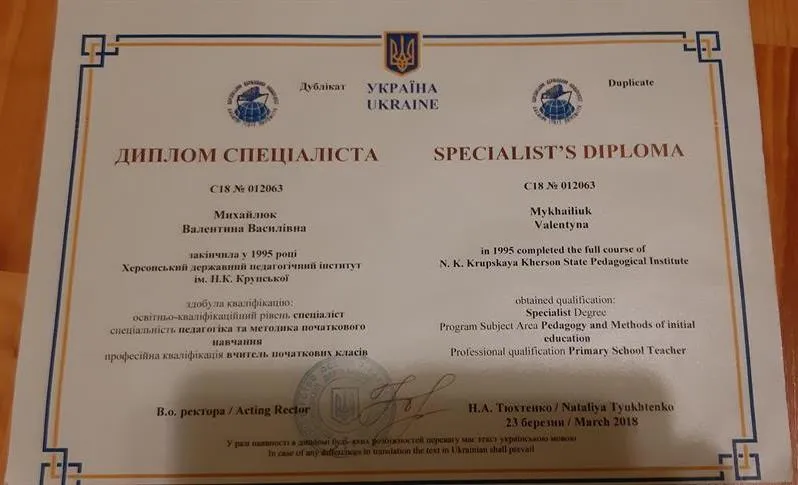 Дублікат
УКРАЇНА
UKRAINE
Duplicate
ДИПЛОМ СПЕЦІАЛІСТА
С18 № 012063
Михайлюк
Валентина Василівна
закінчила у 1995 році
Херсонський державний педагогічний інститут
ім. Н.К. Крупської
здобула кваліфікацію:
освітньо-кваліфікаційний рівень спеціаліст
спеціальність педагогіка та методика початкового
навчання
професійна кваліфікація вчитель початкових класів
SPECIALIST'S DIPLOMA
C18 № 012063
Mykhailiuk
Valentyna
in 1995 completed the full course of
N. K. Krupskaya Kherson State Pedagogical Institute
obtained qualification:
Specialist Degree
Program Subject Area Pedagogy and Methods of initial
education
Professional qualification Primary School Teacher
В.о. ректора / Acting Rector
Н.А. Тюхтенко / Nataliya Tyukhtenko
23 березня / March 2018
У разі наявності в дипломі будь-яких розбіжностей перевагу має текст українською мовою
In case of any differences in translation the text in Ukrainian shall prevail